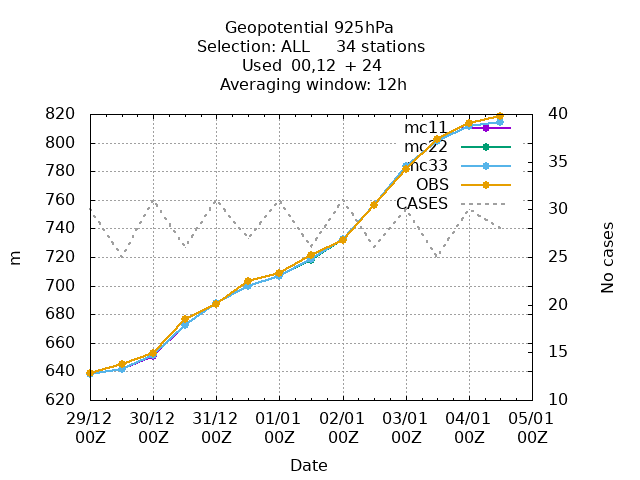 Geopotential 925hPa
Selection: ALL     34 stations
Used  00,12  + 24
Averaging window: 12h
820
800
780
760
740
720
700
680
660
640
620
m
40
35
30
25
20
15
10
No cases
mc11
mc22
mc33
OBS
CASES
29/12 30/12 31/12 01/01 02/01 03/01 04/01 05/01
00Z 00Z 00Z 00Z 00Z 00Z 00Z 00Z
Date